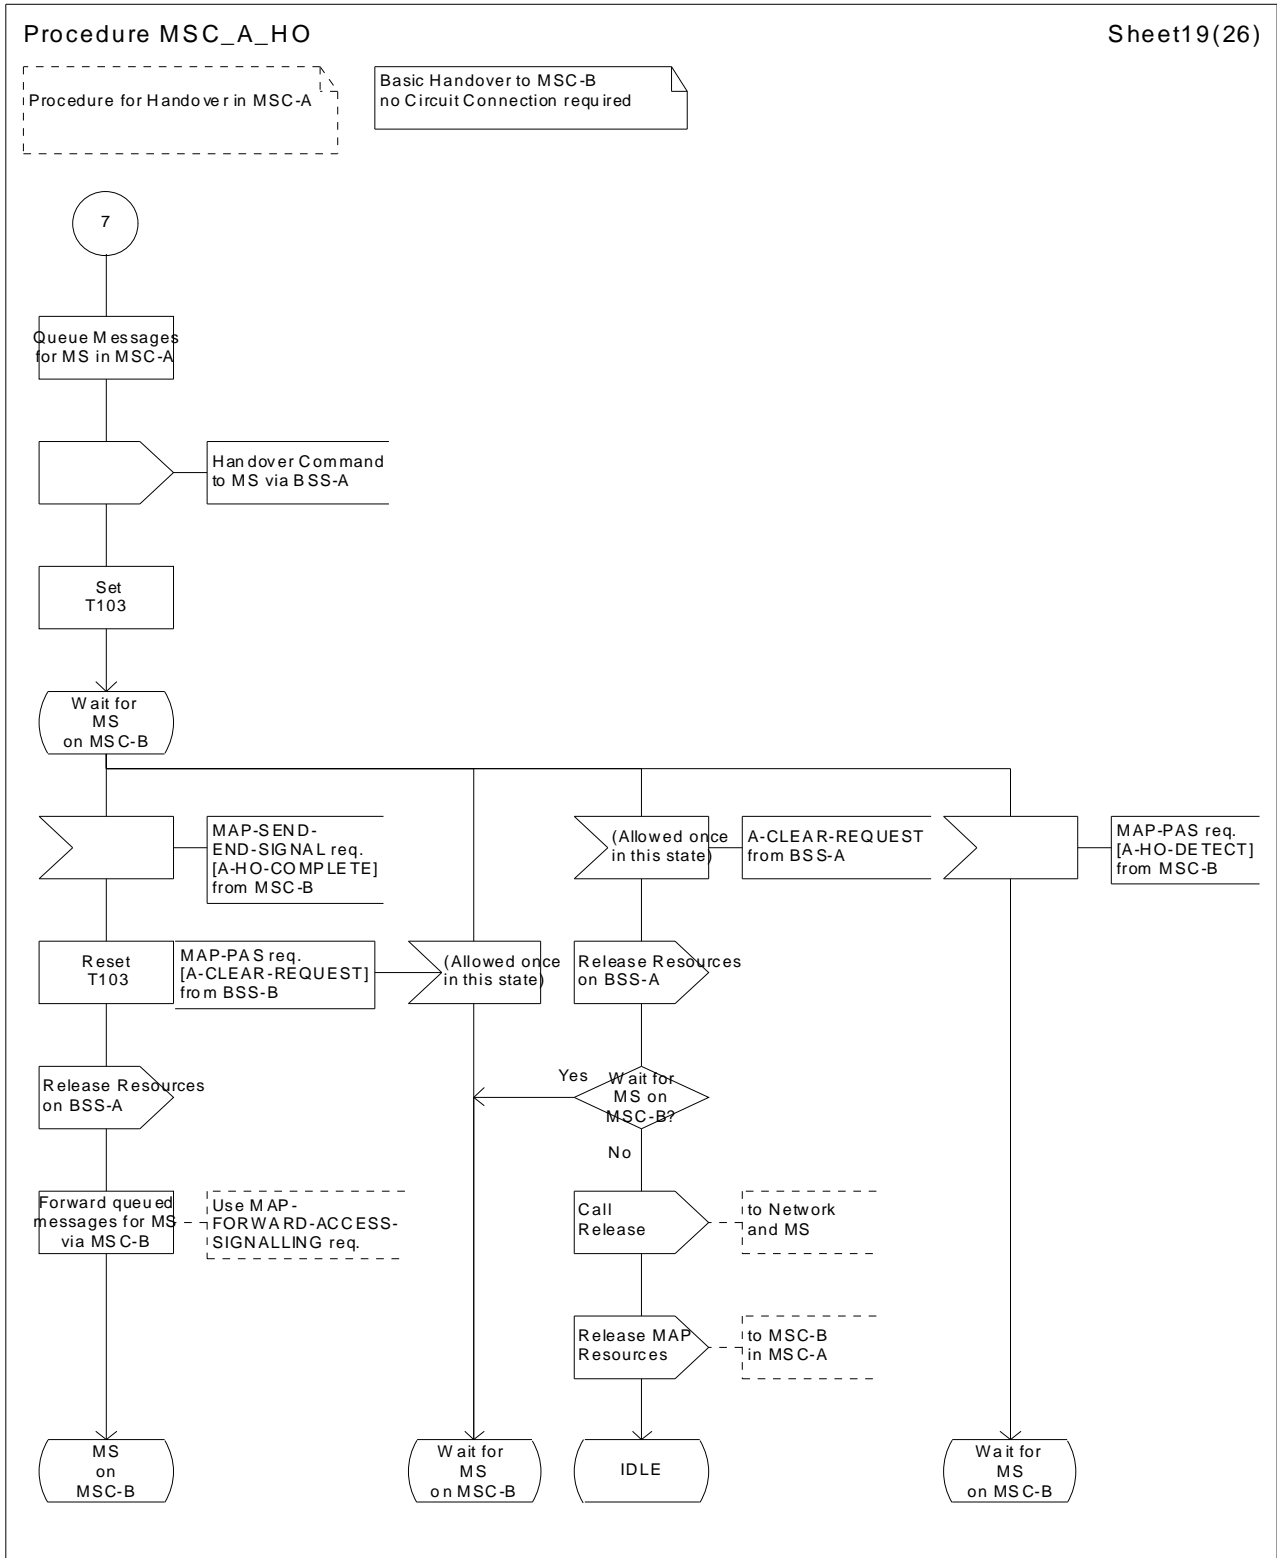 Procedure MSC_A_HO
Sheet19(26)
Procedure for Handover in MSC-A
Basic Handover to MSC-B
no Circuit Connection required
7
Queue Messages
for MS in MSC-A
Handover Command
to MS via BSS-A
Set
T103
Wait for
MS
on MSC-B
MAP-SEND-
END-SIGNAL req.
[A-HO-COMPLETE]
from MSC-B
(Allowed once
in this state)
A-CLEAR-REQUEST
from BSS-A
MAP-PAS req.
[A-HO-DETECT]
from MSC-B
Reset
T103
MAP-PAS req.
[A-CLEAR-REQUEST]
from BSS-B
(Allowed once
in this state)
Release Resources
on BSS-A
Release Resources
on BSS-A
Yes
Wait for
MS on
MSC-B?
No
Forward queued
messages for MS
via MSC-B
Use MAP-
FORWARD-ACCESS-
SIGNALLING req.
Call
Release
to Network
and MS
Release MAP
Resources
to MSC-B
in MSC-A
MS
on
MSC-B
Wait for
MS
on MSC-B
IDLE
Wait for
MS
on MSC-B